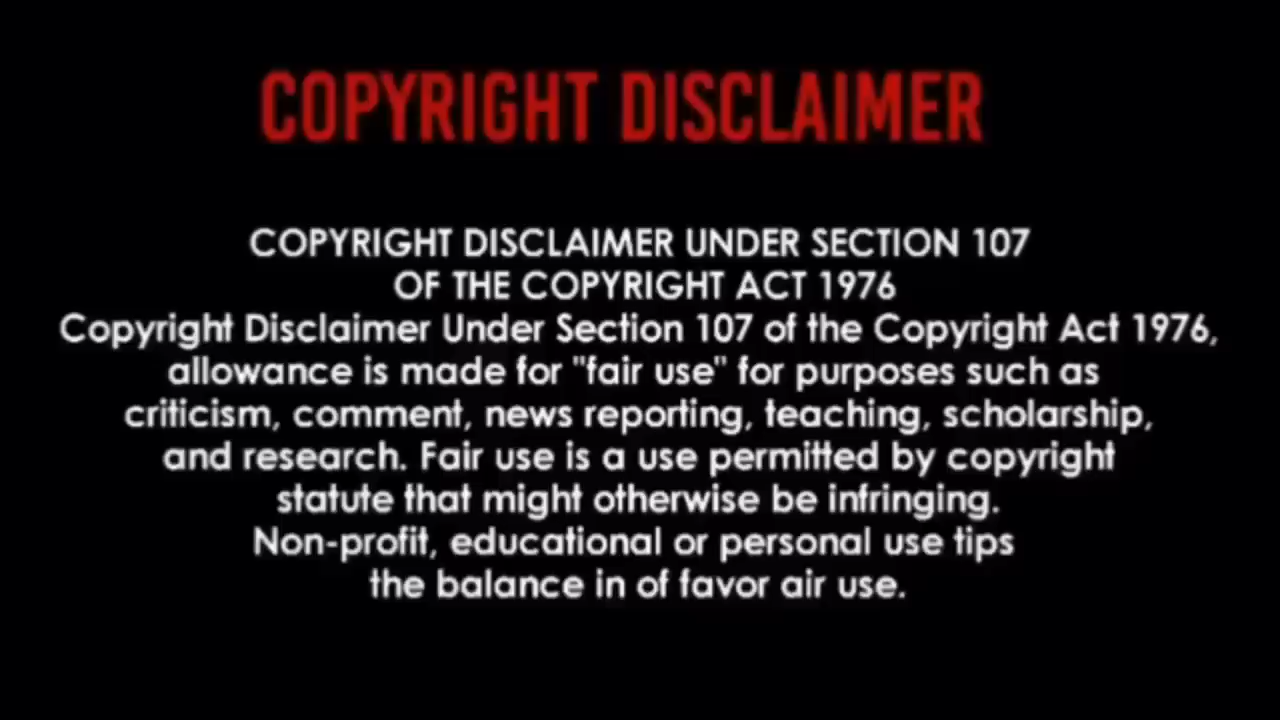 COPYRIGHT DISCLAIMER
COPYRIGHT DISCLAIMER UNDER SECTION 107
OF THE COPYRIGHT ACT 1976
Copyright Disclaimer Under Section 107 of the Copyright Act 1976,
allowance is made for "fair use" for purposes such as
criticism, comment, news reporting, teaching, scholarship,
and research. Fair use is a use permitted by copyright
statute that might otherwise be infringing.
Non-profit, educational or personal use tips
the balance in of favor air use.